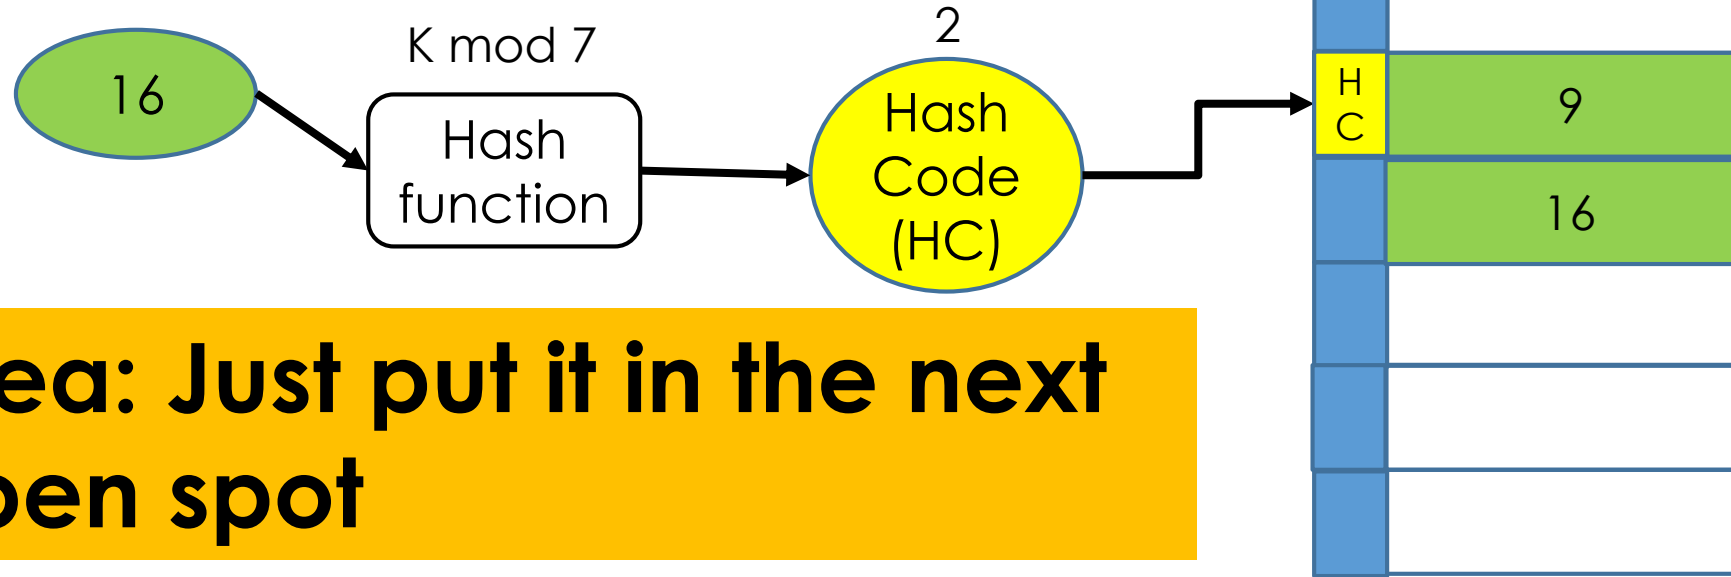 16
K mod 7
Hash
function
2
Hash
Code
(HC)
H
C
9
16
ea: Just put it in the next
pen spot